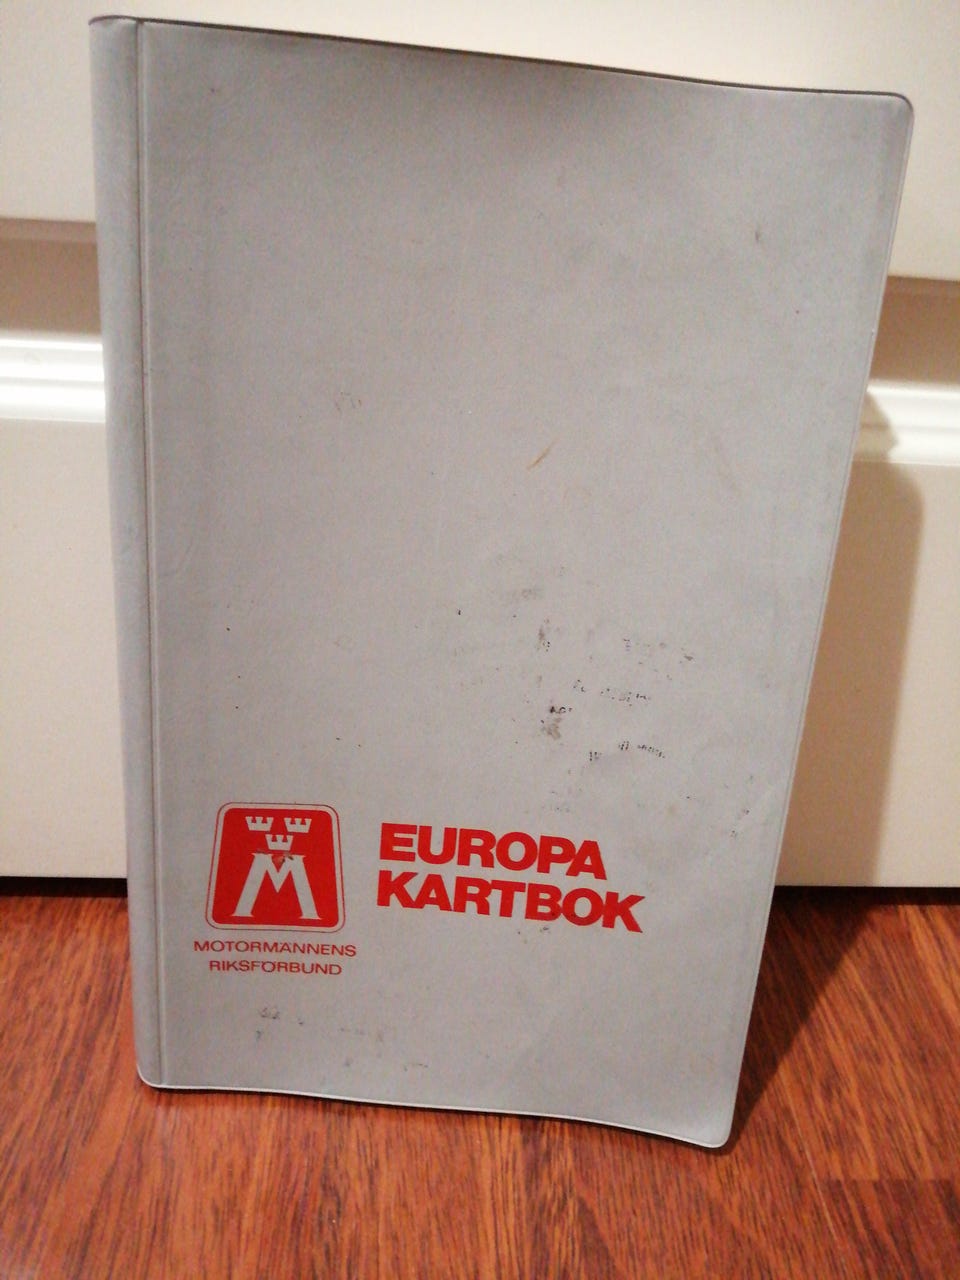 M
EUROPA
KARTBOK
MOTORMÄNNENS
RIKSFÖRBUND